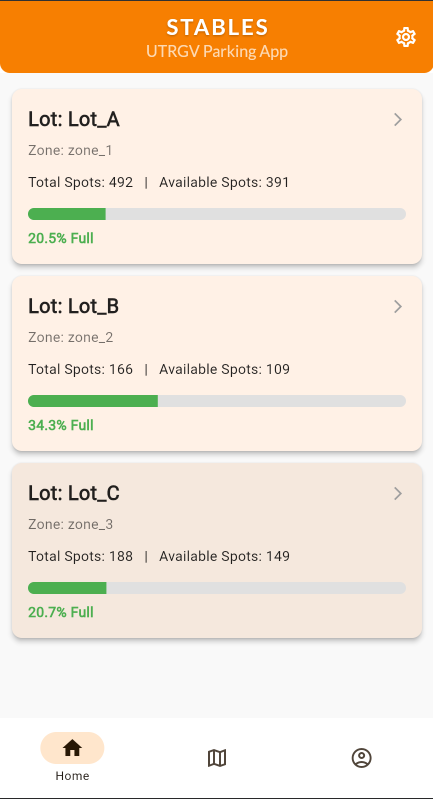 STABLES
UTRGV Parking App
Lot: Lot_A
Zone: zone_1
Total Spots: 492 | Available Spots: 391
20.5% Full
Lot: Lot_B
Zone: zone_2
Total Spots: 166 | Available Spots: 109
34.3% Full
Lot: Lot_C
Zone: zone_3
Total Spots: 188 | Available Spots: 149
20.7% Full
Home